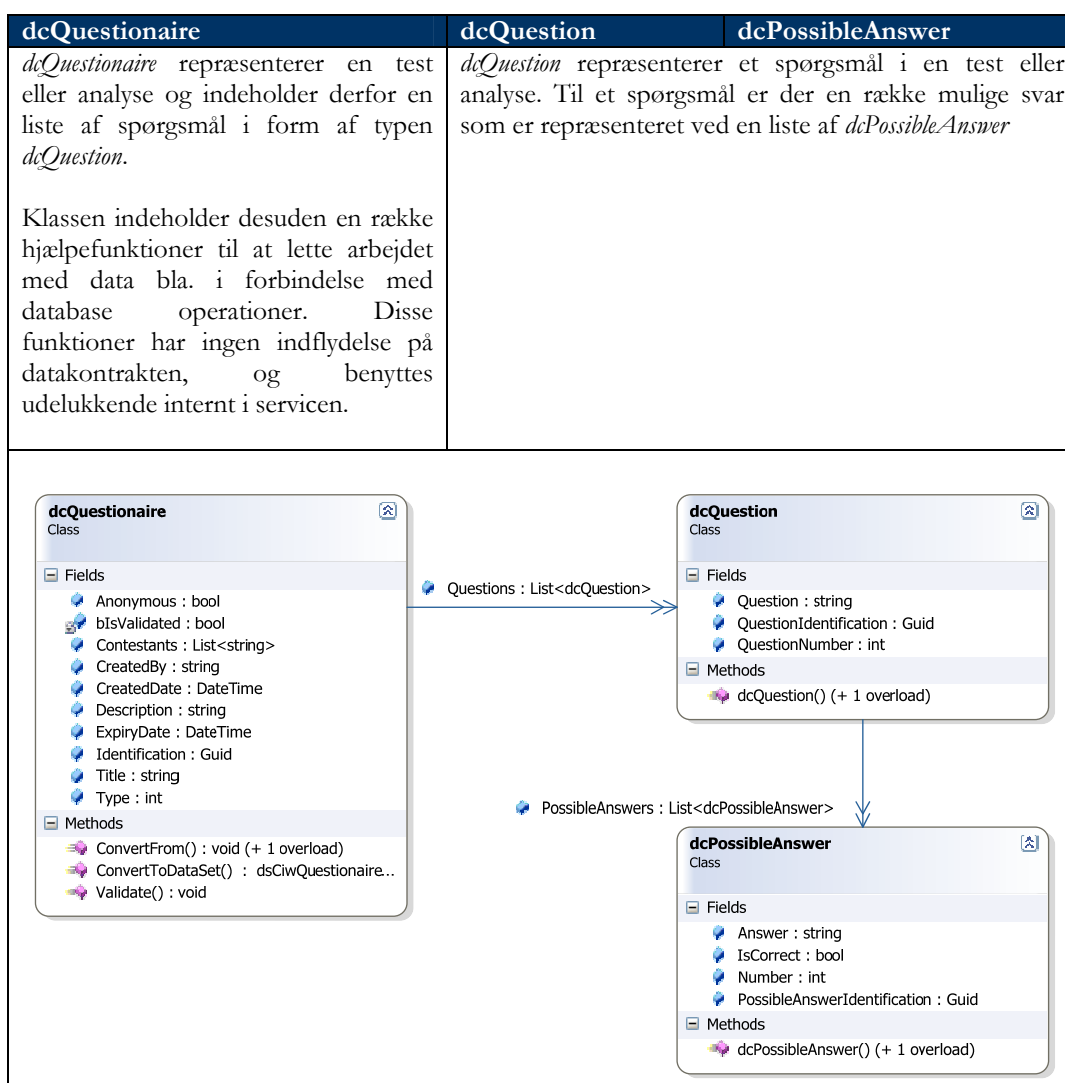 dcQuestionaire
dcQuestion
dcPossibleAnswer
dcQuestionaire repræsenterer en test
eller analyse og indeholder derfor en
liste af spørgsmål i form af typen
dcQuestion.
Klassen indeholder desuden en række
hjælpefunktioner til at lette arbejdet
med data bla. i forbindelse med
database operationer. Disse
funktioner har ingen indflydelse på
datakontrakten, og benyttes
udelukkende internt i servicen.
dcQuestion repræsenterer et spørgsmål i en test eller
analyse. Til et spørgsmål er der en række mulige svar
som er repræsenteret ved en liste af dcPossibleAnswer
dcQuestionaire
Class
Fields
Anonymous : bool
bIsValidated : bool
Contestants : List<string>
CreatedBy : string
CreatedDate : DateTime
Description : string
ExpiryDate : DateTime
Identification : Guid
Title : string
Type : int
Methods
ConvertFrom() : void (+ 1 overload)
ConvertToDataSet() : dsCiwQuestionaire...
Validate() : void
Questions : List<dcQuestion>
dcQuestion
Class
Fields
Question : string
QuestionIdentification : Guid
QuestionNumber : int
Methods
dcQuestion() (+ 1 overload)
PossibleAnswers : List<dcPossibleAnswer>
dcPossibleAnswer
Class
Fields
Answer : string
IsCorrect : bool
Number : int
PossibleAnswerIdentification : Guid
Methods
dcPossibleAnswer() (+ 1 overload)